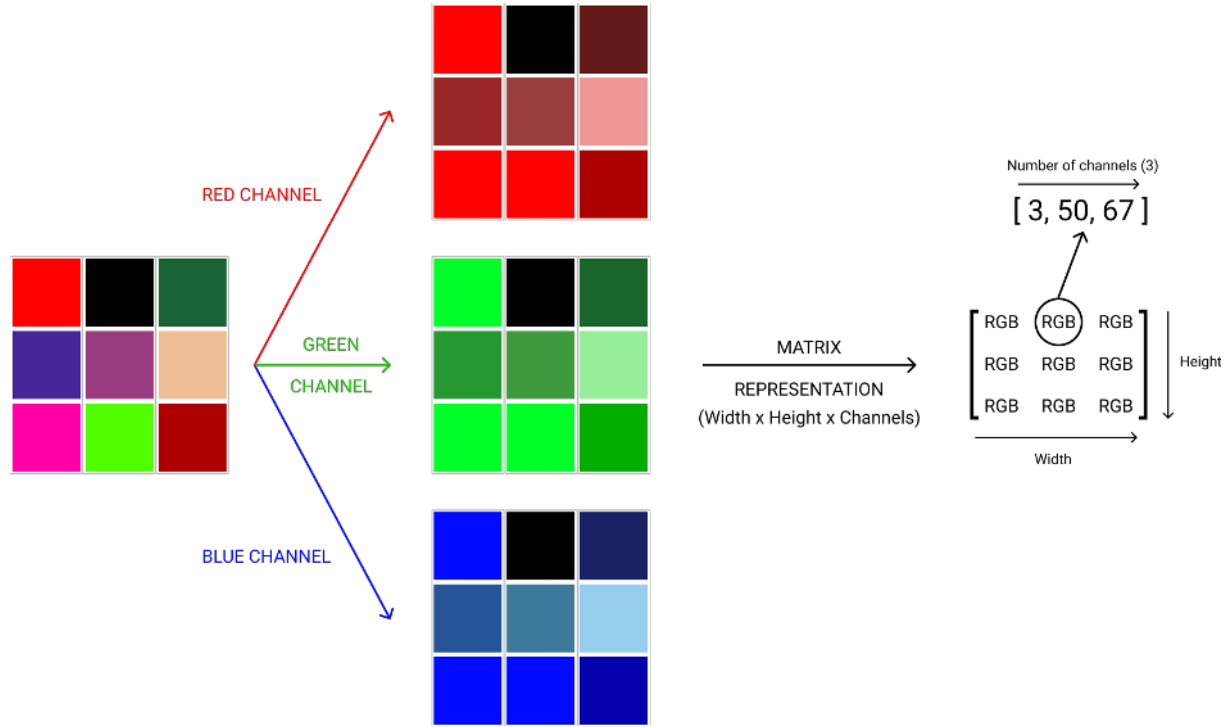 RED CHANNEL
GREEN
CHANNEL
BLUE CHANNEL
MATRIX
REPRESENTATION
(Width x Height x Channels)
Number of channels (3)
[ 3, 50, 67 ]
RGB RGB RGB
RGB RGB RGB
RGB RGB RGB
Height
Width